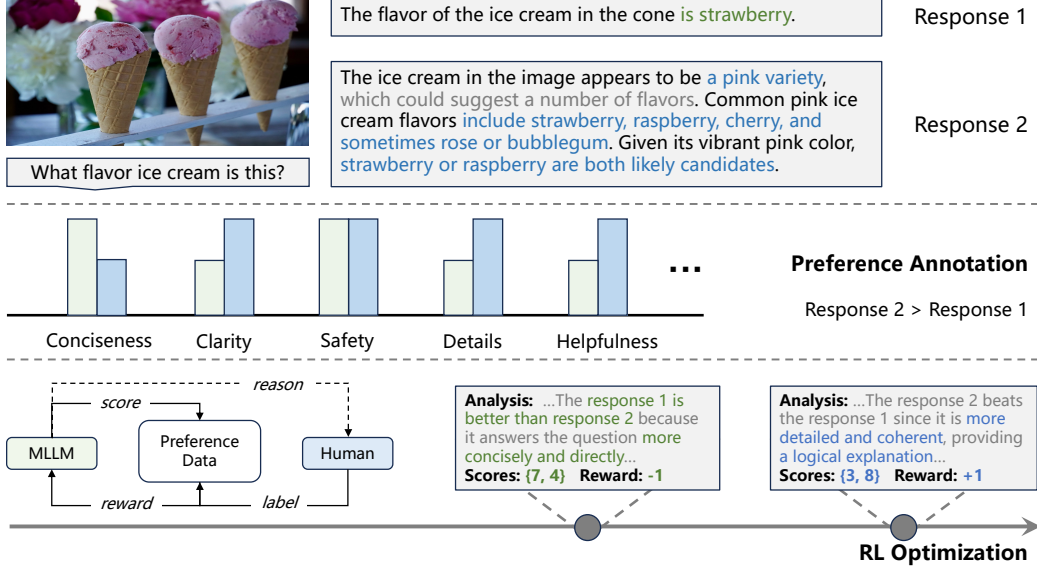 The flavor of the ice cream in the cone is strawberry.
Response 1
The ice cream in the image appears to be a pink variety,
which could suggest a number of flavors. Common pink ice
cream flavors include strawberry, raspberry, cherry, and
sometimes rose or bubblegum. Given its vibrant pink color,
strawberry or raspberry are both likely candidates.
Response 2
What flavor ice cream is this?
...
Preference Annotation
Response 2 > Response 1
Conciseness
Clarity
Safety
Details
Helpfulness
reason
score
MLLM
Preference
Data
Human
reward
label
Analysis: ...The response 1 is
better than response 2 because
it answers the question more
concisely and directly...
Scores: {7, 4} Reward: -1
Analysis: ...The response 2 beats
the response 1 since it is more
detailed and coherent, providing
a logical explanation...
Scores: {3, 8} Reward: +1
RL Optimization